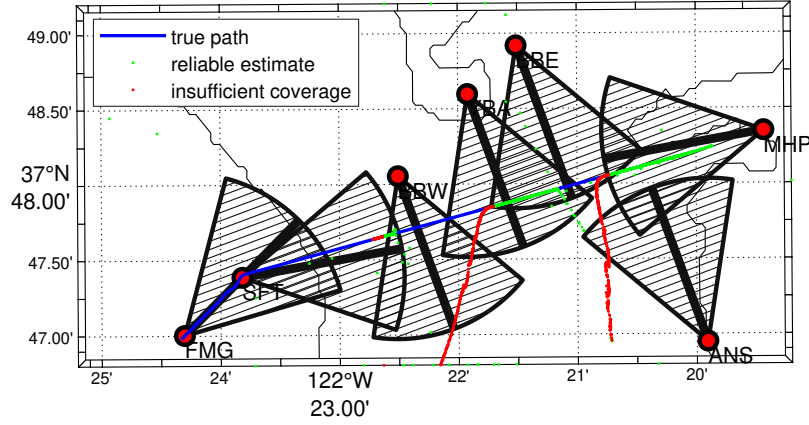 49.00'
true path
reliable estimate
insufficient coverage
BBE
48.50'
MHP
37°N
48.00'
47.50'
SFT
47.00'
FMG
ANS
25'
24'
122°W
23.00'
22'
21'
20'